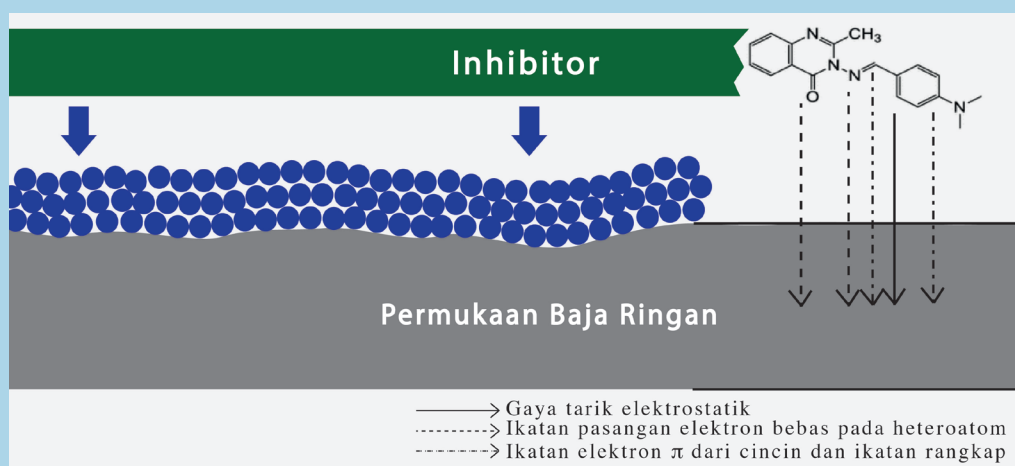 Inhibitor
N
CH3
N
N
O
N
Permukaan Baja Ringan
Gaya tarik elektrostatik
Ikatan pasangan elektron bebas pada heteroatom
Ikatan elektron π dari cincin dan ikatan rangkap